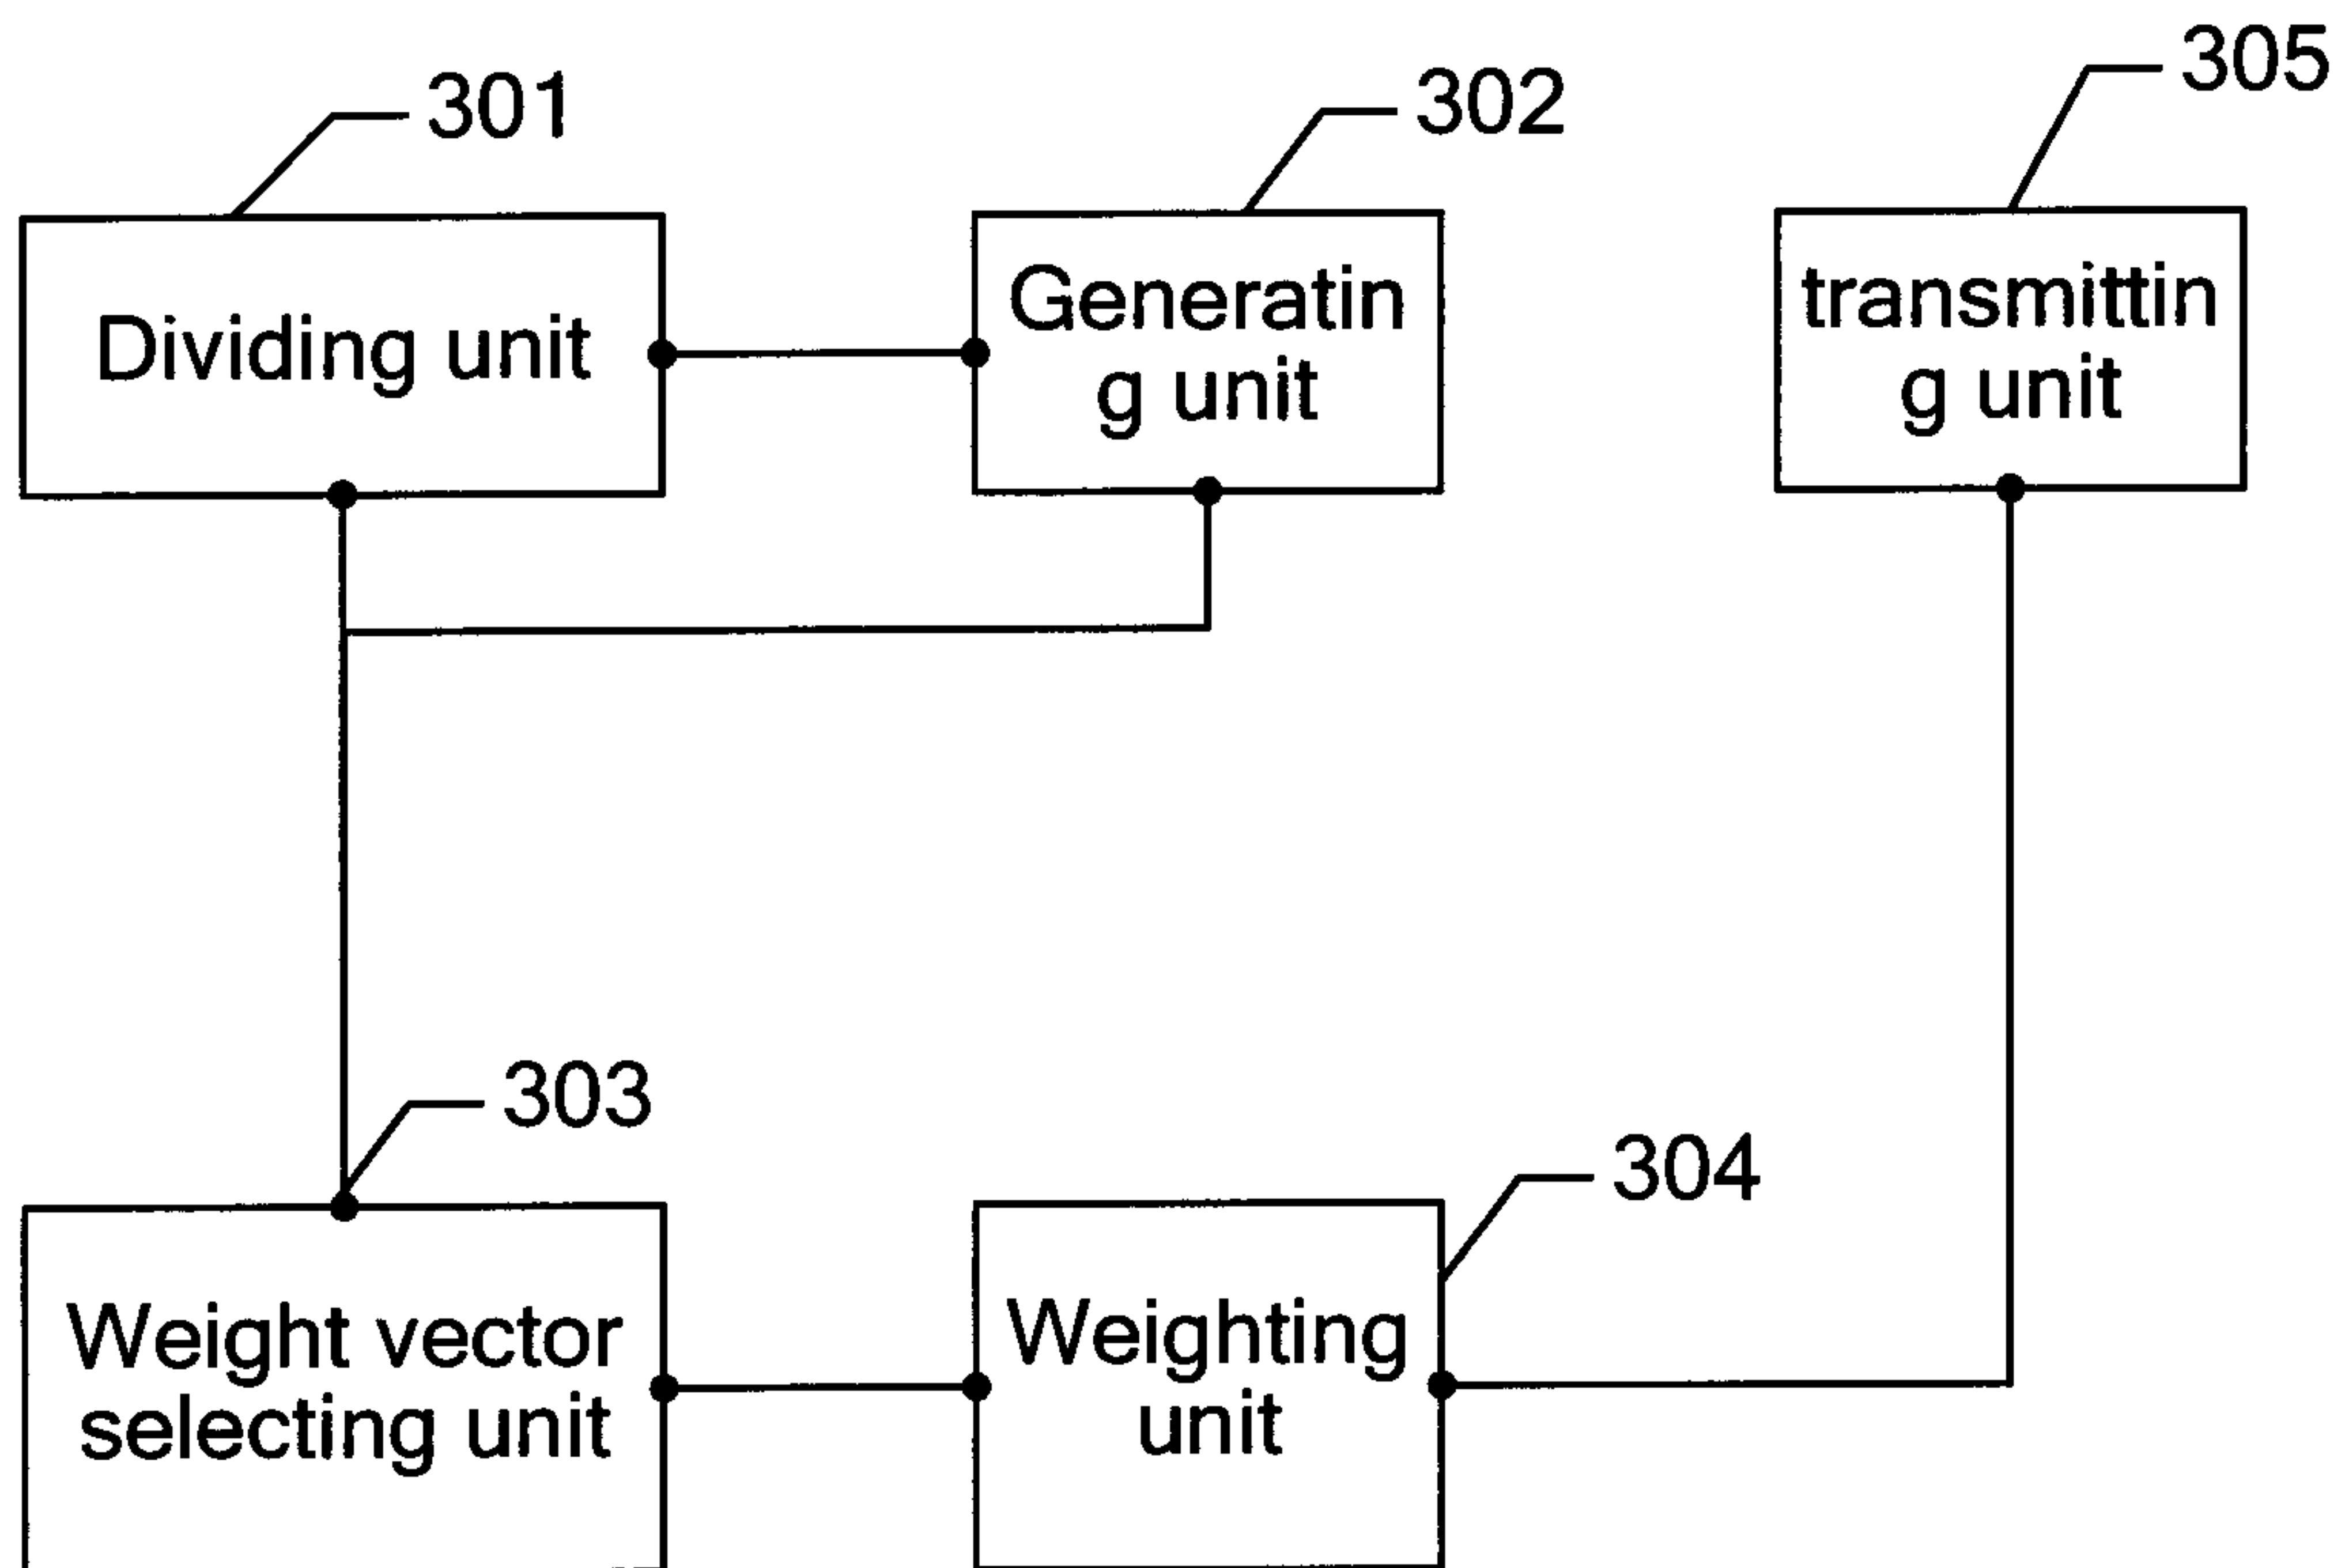 301
302
305
Dividing unit
Generatin
g unit
transmittin
g unit
303
304
Weight vector
selecting unit
Weighting
unit